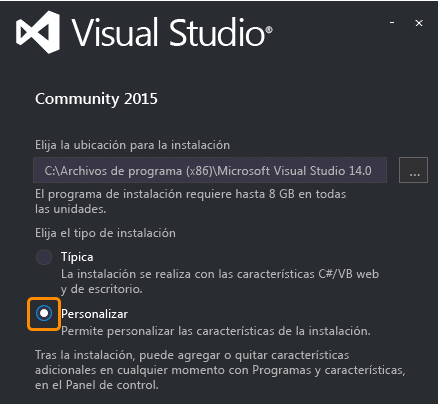 Visual Studio®
Community 2015
Elija la ubicación para la instalación
C:\Archivos de programa (x86)\Microsoft Visual Studio 14.0
...
El programa de instalación requiere hasta 8 GB en todas
las unidades.
Elija el tipo de instalación
Típica
La instalación se realiza con las características C#/VB web
y de escritorio.
Personalizar
Permite personalizar las características de la instalación.
Tras la instalación, puede agregar o quitar características
adicionales en cualquier momento con Programas y características,
en el Panel de control.